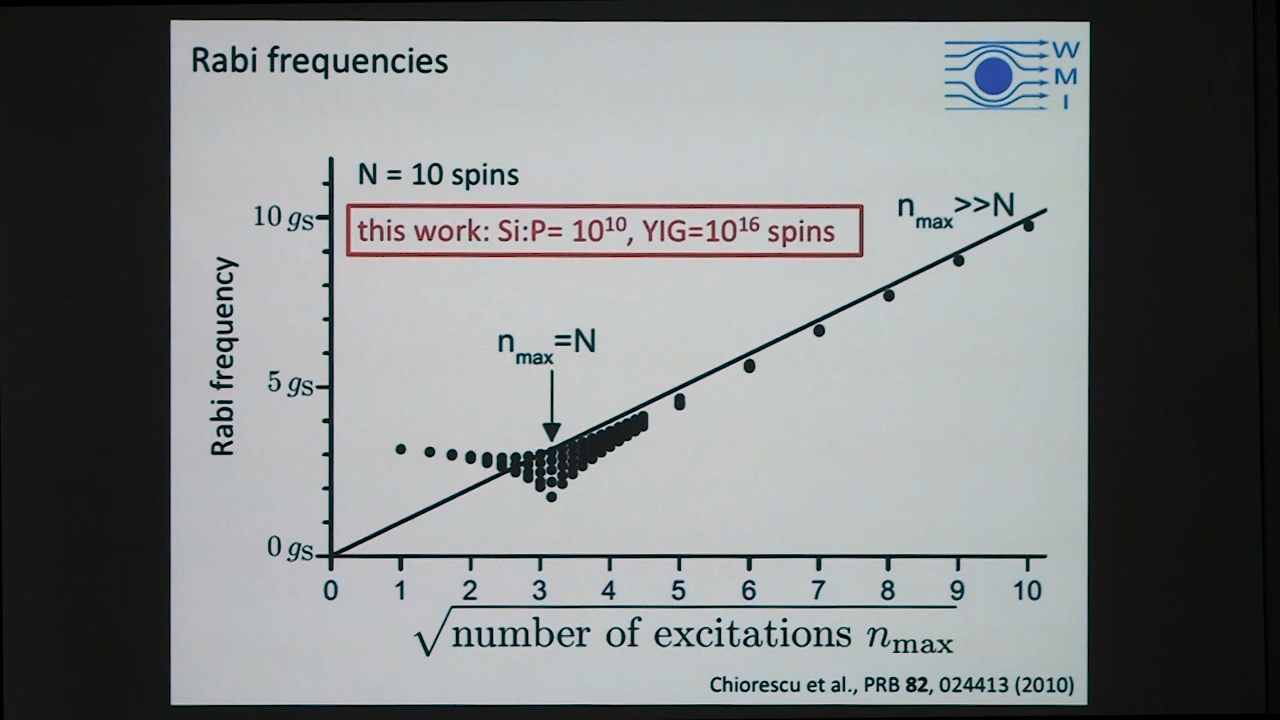 Rabi frequencies
W
M
I
N = 10 spins
this work: Si:P= 10¹⁰, YIG=10¹⁶ spins
n_max>>N
n_max=N
10 gs
5 gs
0 gs
Rabi frequency
0 1 2 3 4 5 6 7 8 9 10
√number of excitations n_max
Chiorescu et al., PRB 82, 024413 (2010)